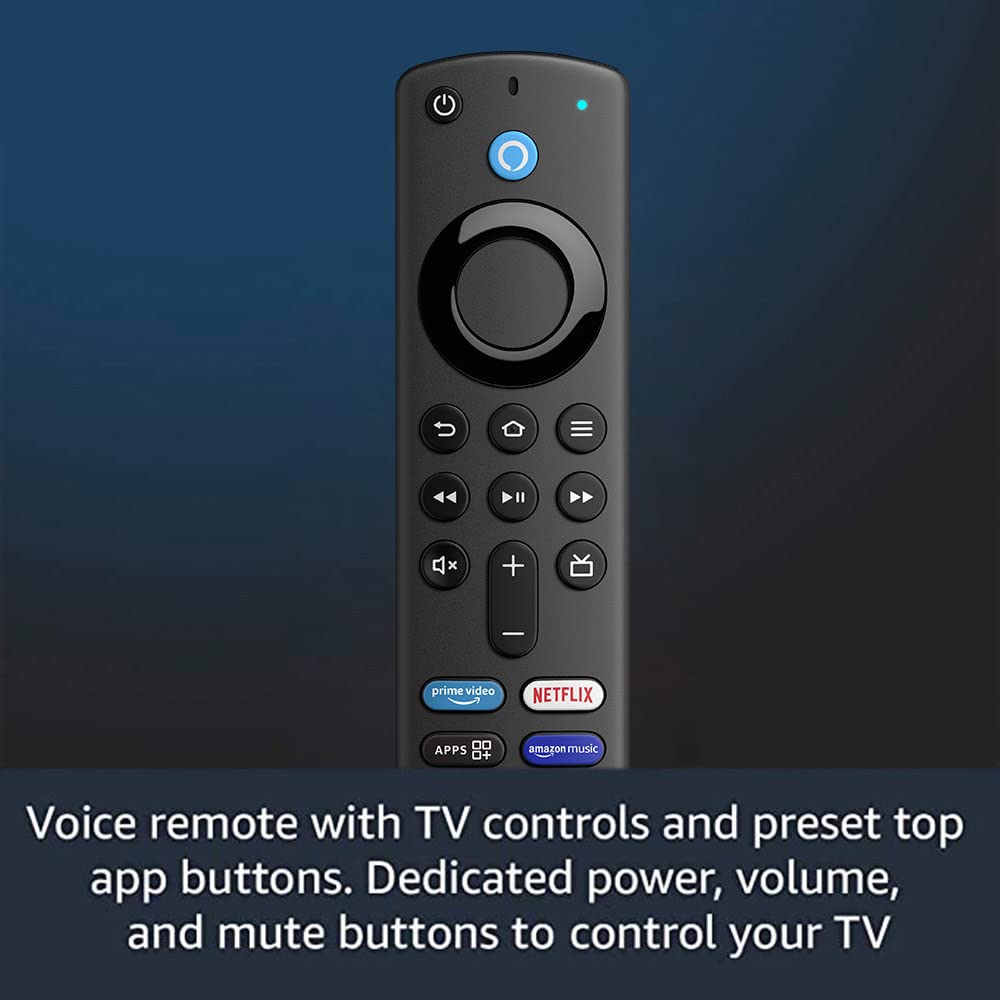 prime video
NETFLIX
APPS
amazon music
Voice remote with TV controls and preset top
app buttons. Dedicated power, volume,
and mute buttons to control your TV